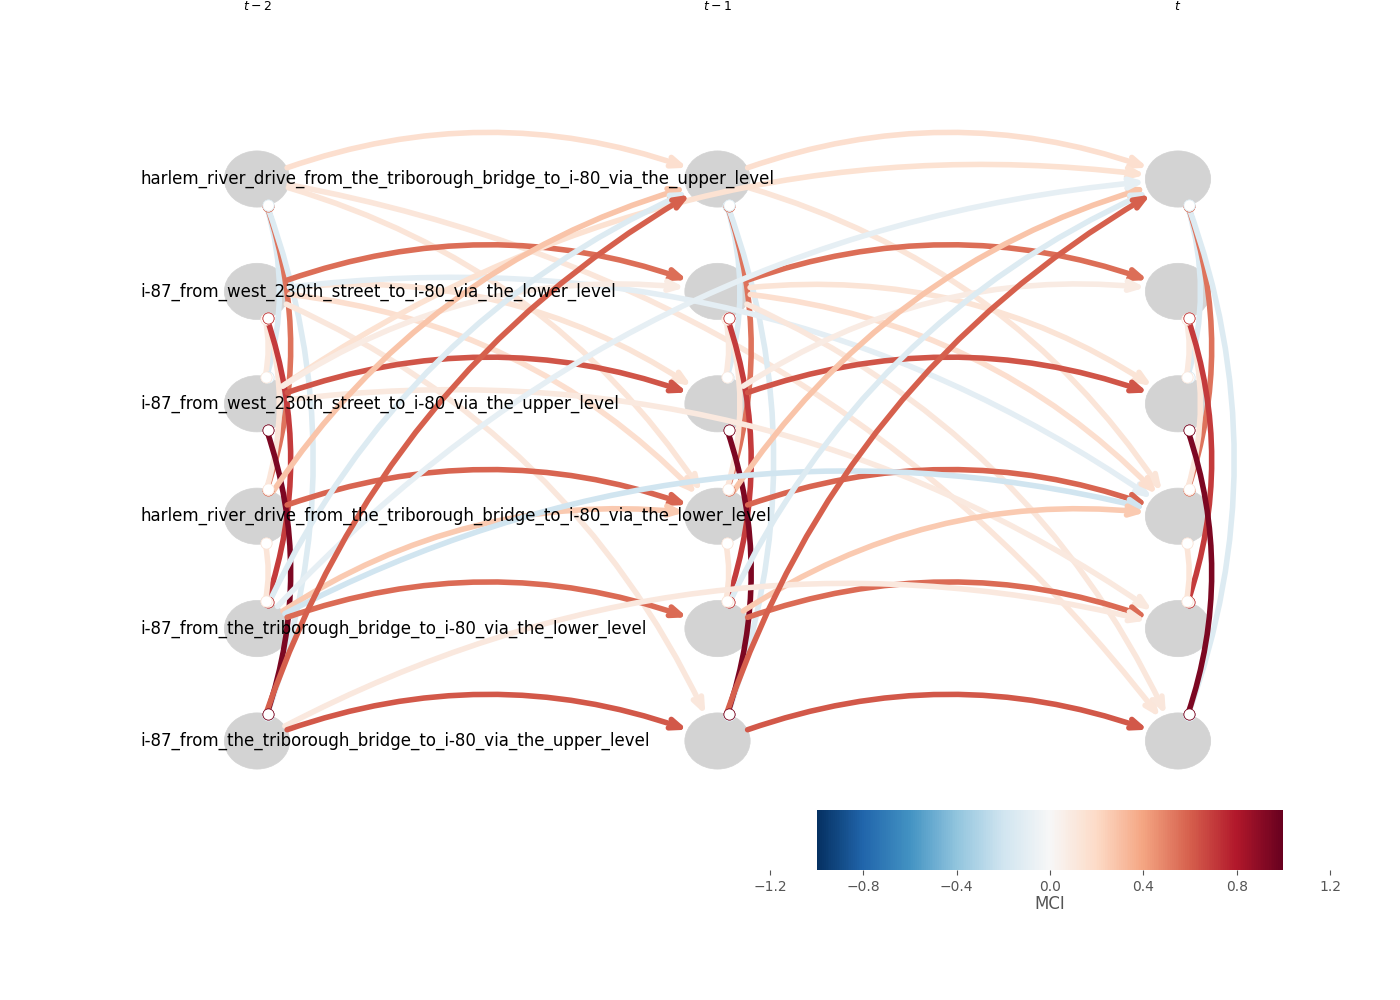 t − 2 t − 1 t
harlem_river_drive_from_the_triborough_bridge_to_i-80_via_the_upper_level
i-87_from_west_230th_street_to_i-80_via_the_lower_level
i-87_from_west_230th_street_to_i-80_via_the_upper_level
harlem_river_drive_from_the_triborough_bridge_to_i-80_via_the_lower_level
i-87_from_the_triborough_bridge_to_i-80_via_the_lower_level
i-87_from_the_triborough_bridge_to_i-80_via_the_upper_level
−1.2 −0.8 −0.4 0.0 0.4 0.8 1.2
MCI